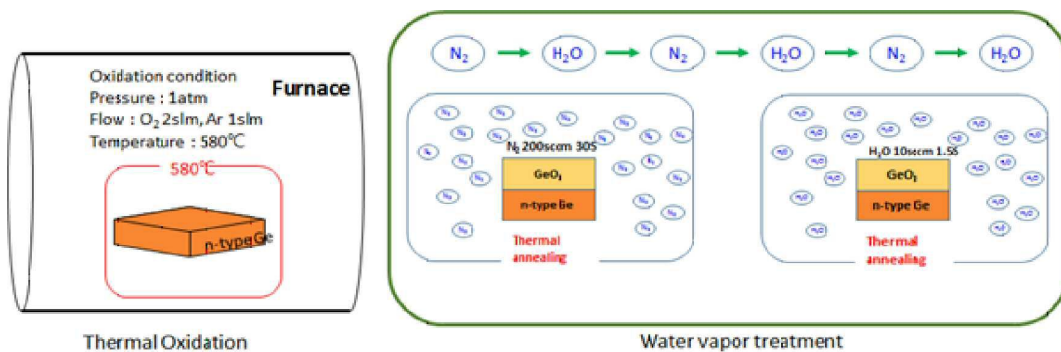 Oxidation condition
Furnace
Pressure : 1atm
Flow : O₂ 2slm, Ar 1slm
Temperature : 580℃
580℃
n-type Ge
Thermal Oxidation
N₂ H₂O N₂ H₂O N₂ H₂O
N₂ 200sccm 30S
GeO₂
n-type Ge
Thermal
annealing
H₂O 10sccm 1.5S
GeO₂
n-type Ge
Thermal
annealing
Water vapor treatment